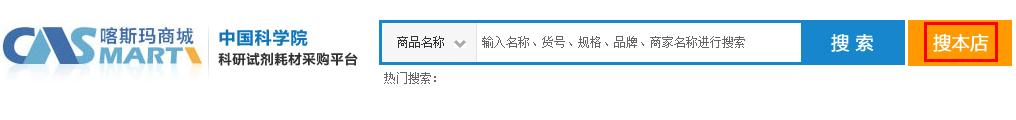 CAS 喀斯玛商城
MART
中国科学院
科研试剂耗材采购平台
商品名称
输入名称、货号、规格、品牌、商家名称进行搜索
搜 索
搜本店
热门搜索：